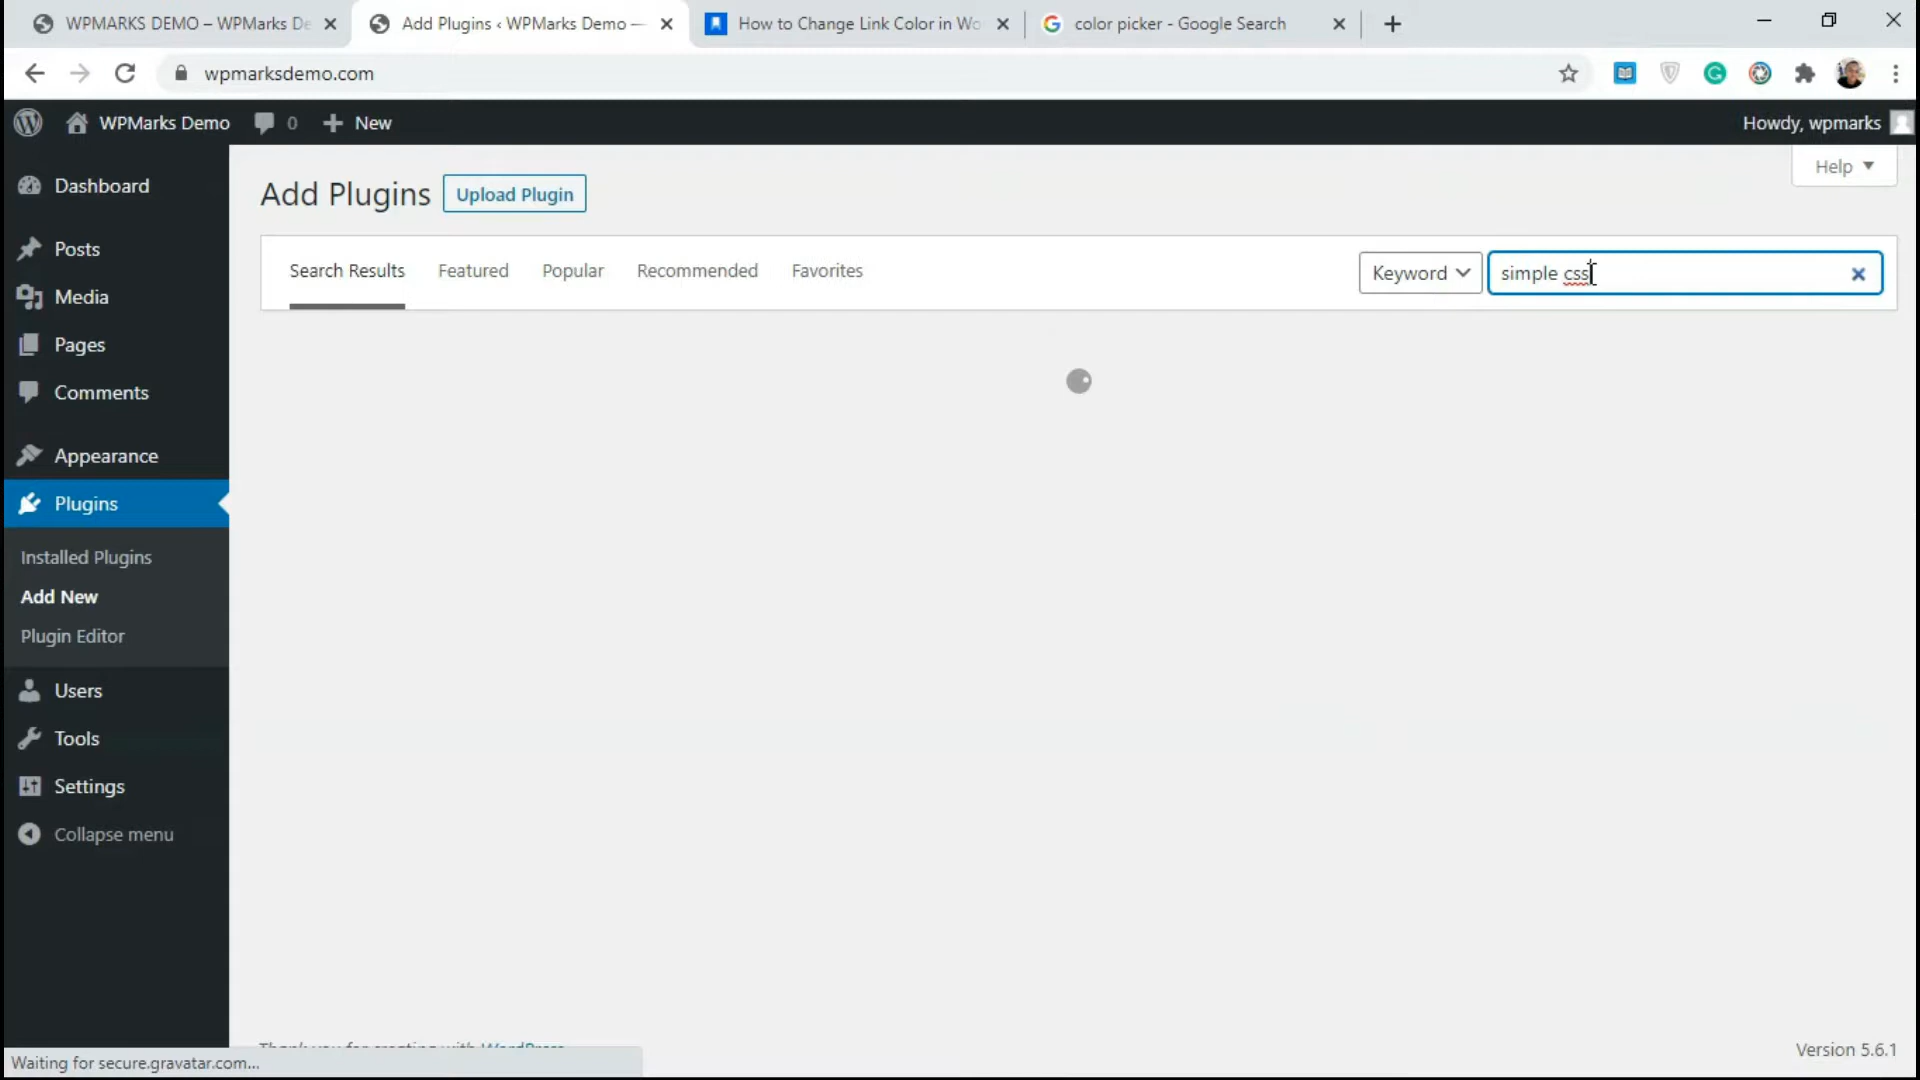 WPMARKS DEMO – WPMarks De
Add Plugins ‹ WPMarks Demo —
How to Change Link Color in Wo
color picker - Google Search
wpmarksdemo.com
WPMarks Demo
0
New
Howdy, wpmarks
Dashboard
Posts
Media
Pages
Comments
Appearance
Plugins
Installed Plugins
Add New
Plugin Editor
Users
Tools
Settings
Collapse menu
Add Plugins
Upload Plugin
Help
Search Results
Featured
Popular
Recommended
Favorites
Keyword
simple css
Thank you for creating with WordPress
Version 5.6.1
Waiting for secure.gravatar.com...